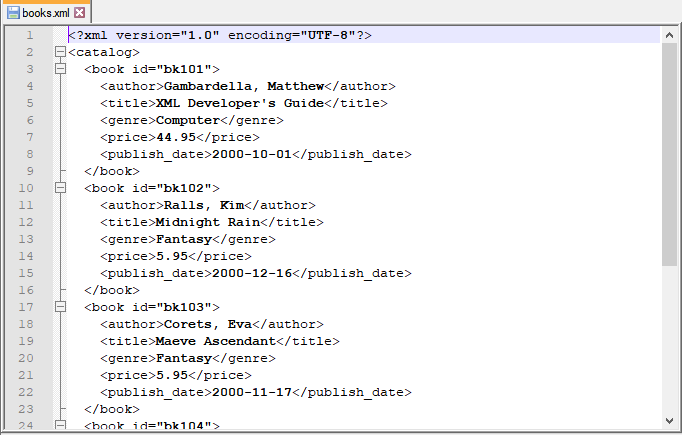 books.xml
1 <?xml version="1.0" encoding="UTF-8"?>
2 <catalog>
3 <book id="bk101">
4 <author>Gambardella, Matthew</author>
5 <title>XML Developer's Guide</title>
6 <genre>Computer</genre>
7 <price>44.95</price>
8 <publish_date>2000-10-01</publish_date>
9 </book>
10 <book id="bk102">
11 <author>Ralls, Kim</author>
12 <title>Midnight Rain</title>
13 <genre>Fantasy</genre>
14 <price>5.95</price>
15 <publish_date>2000-12-16</publish_date>
16 </book>
17 <book id="bk103">
18 <author>Corets, Eva</author>
19 <title>Maeve Ascendant</title>
20 <genre>Fantasy</genre>
21 <price>5.95</price>
22 <publish_date>2000-11-17</publish_date>
23 </book>
24 <book id="bk104">